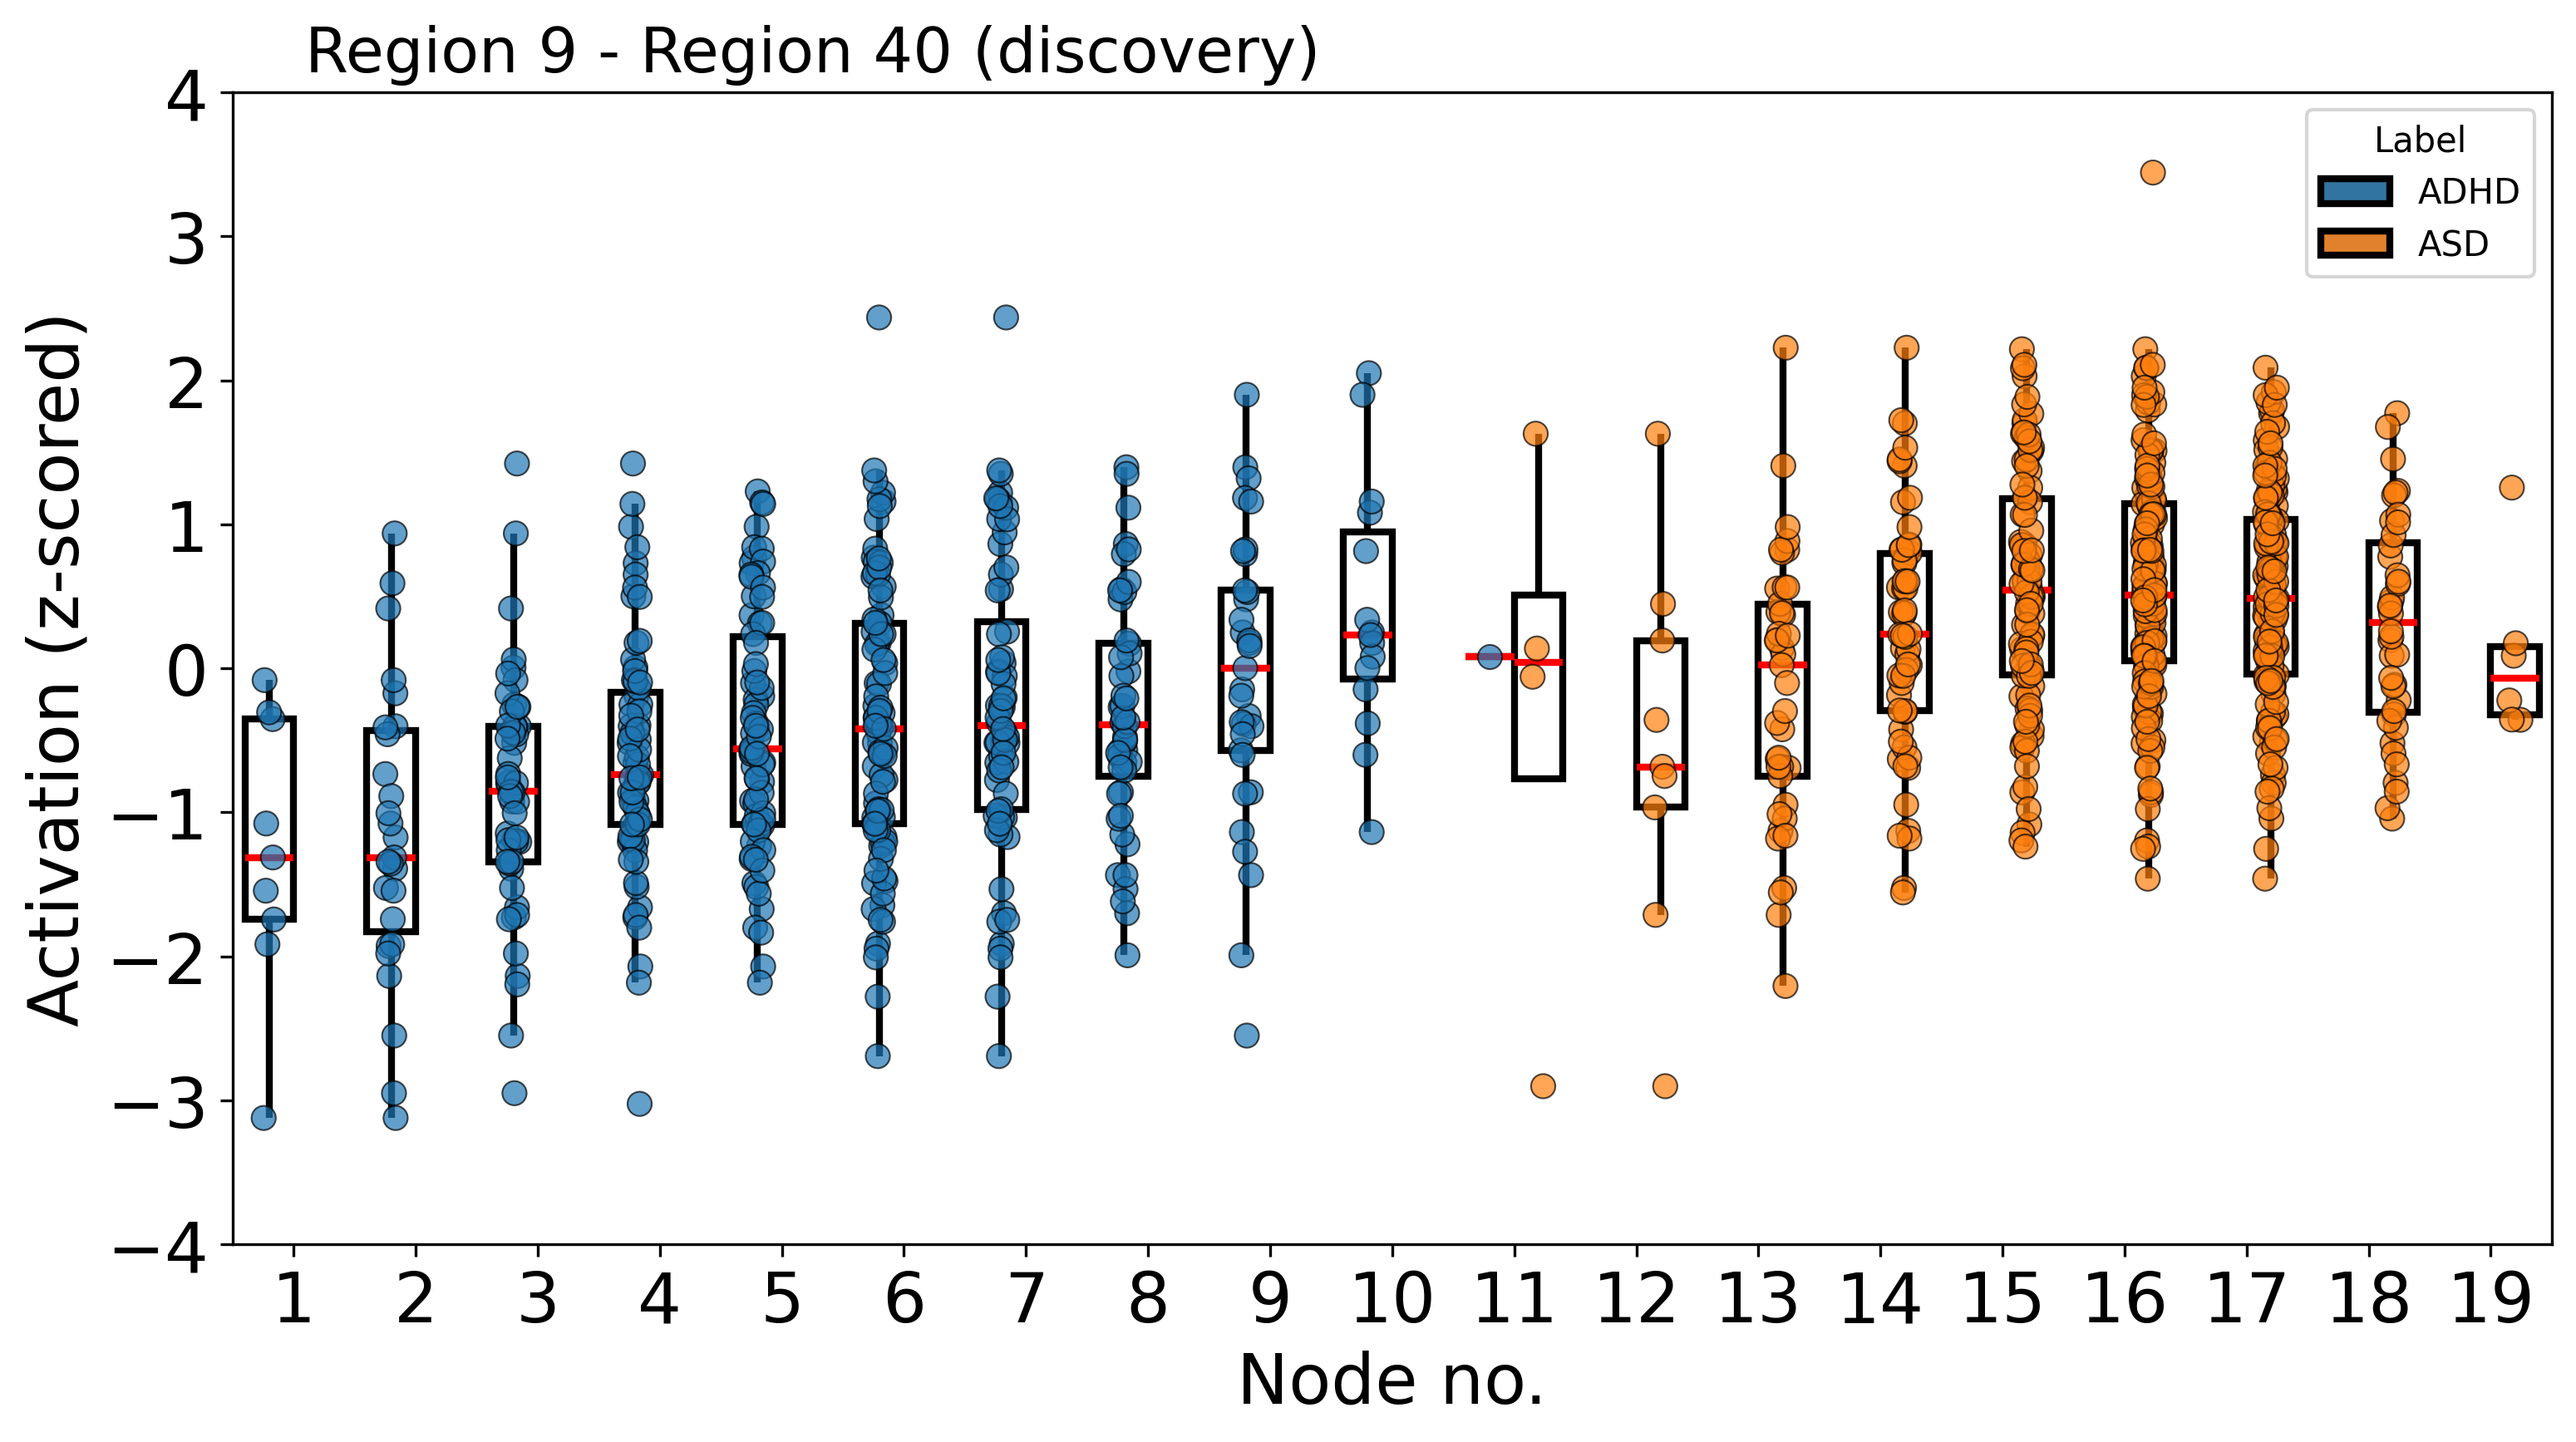 Region 9 - Region 40 (discovery)
Activation (z-scored)
4
3
2
1
0
−1
−2
−3
−4
Label
ADHD
ASD
1 2 3 4 5 6 7 8 9 10 11 12 13 14 15 16 17 18 19
Node no.